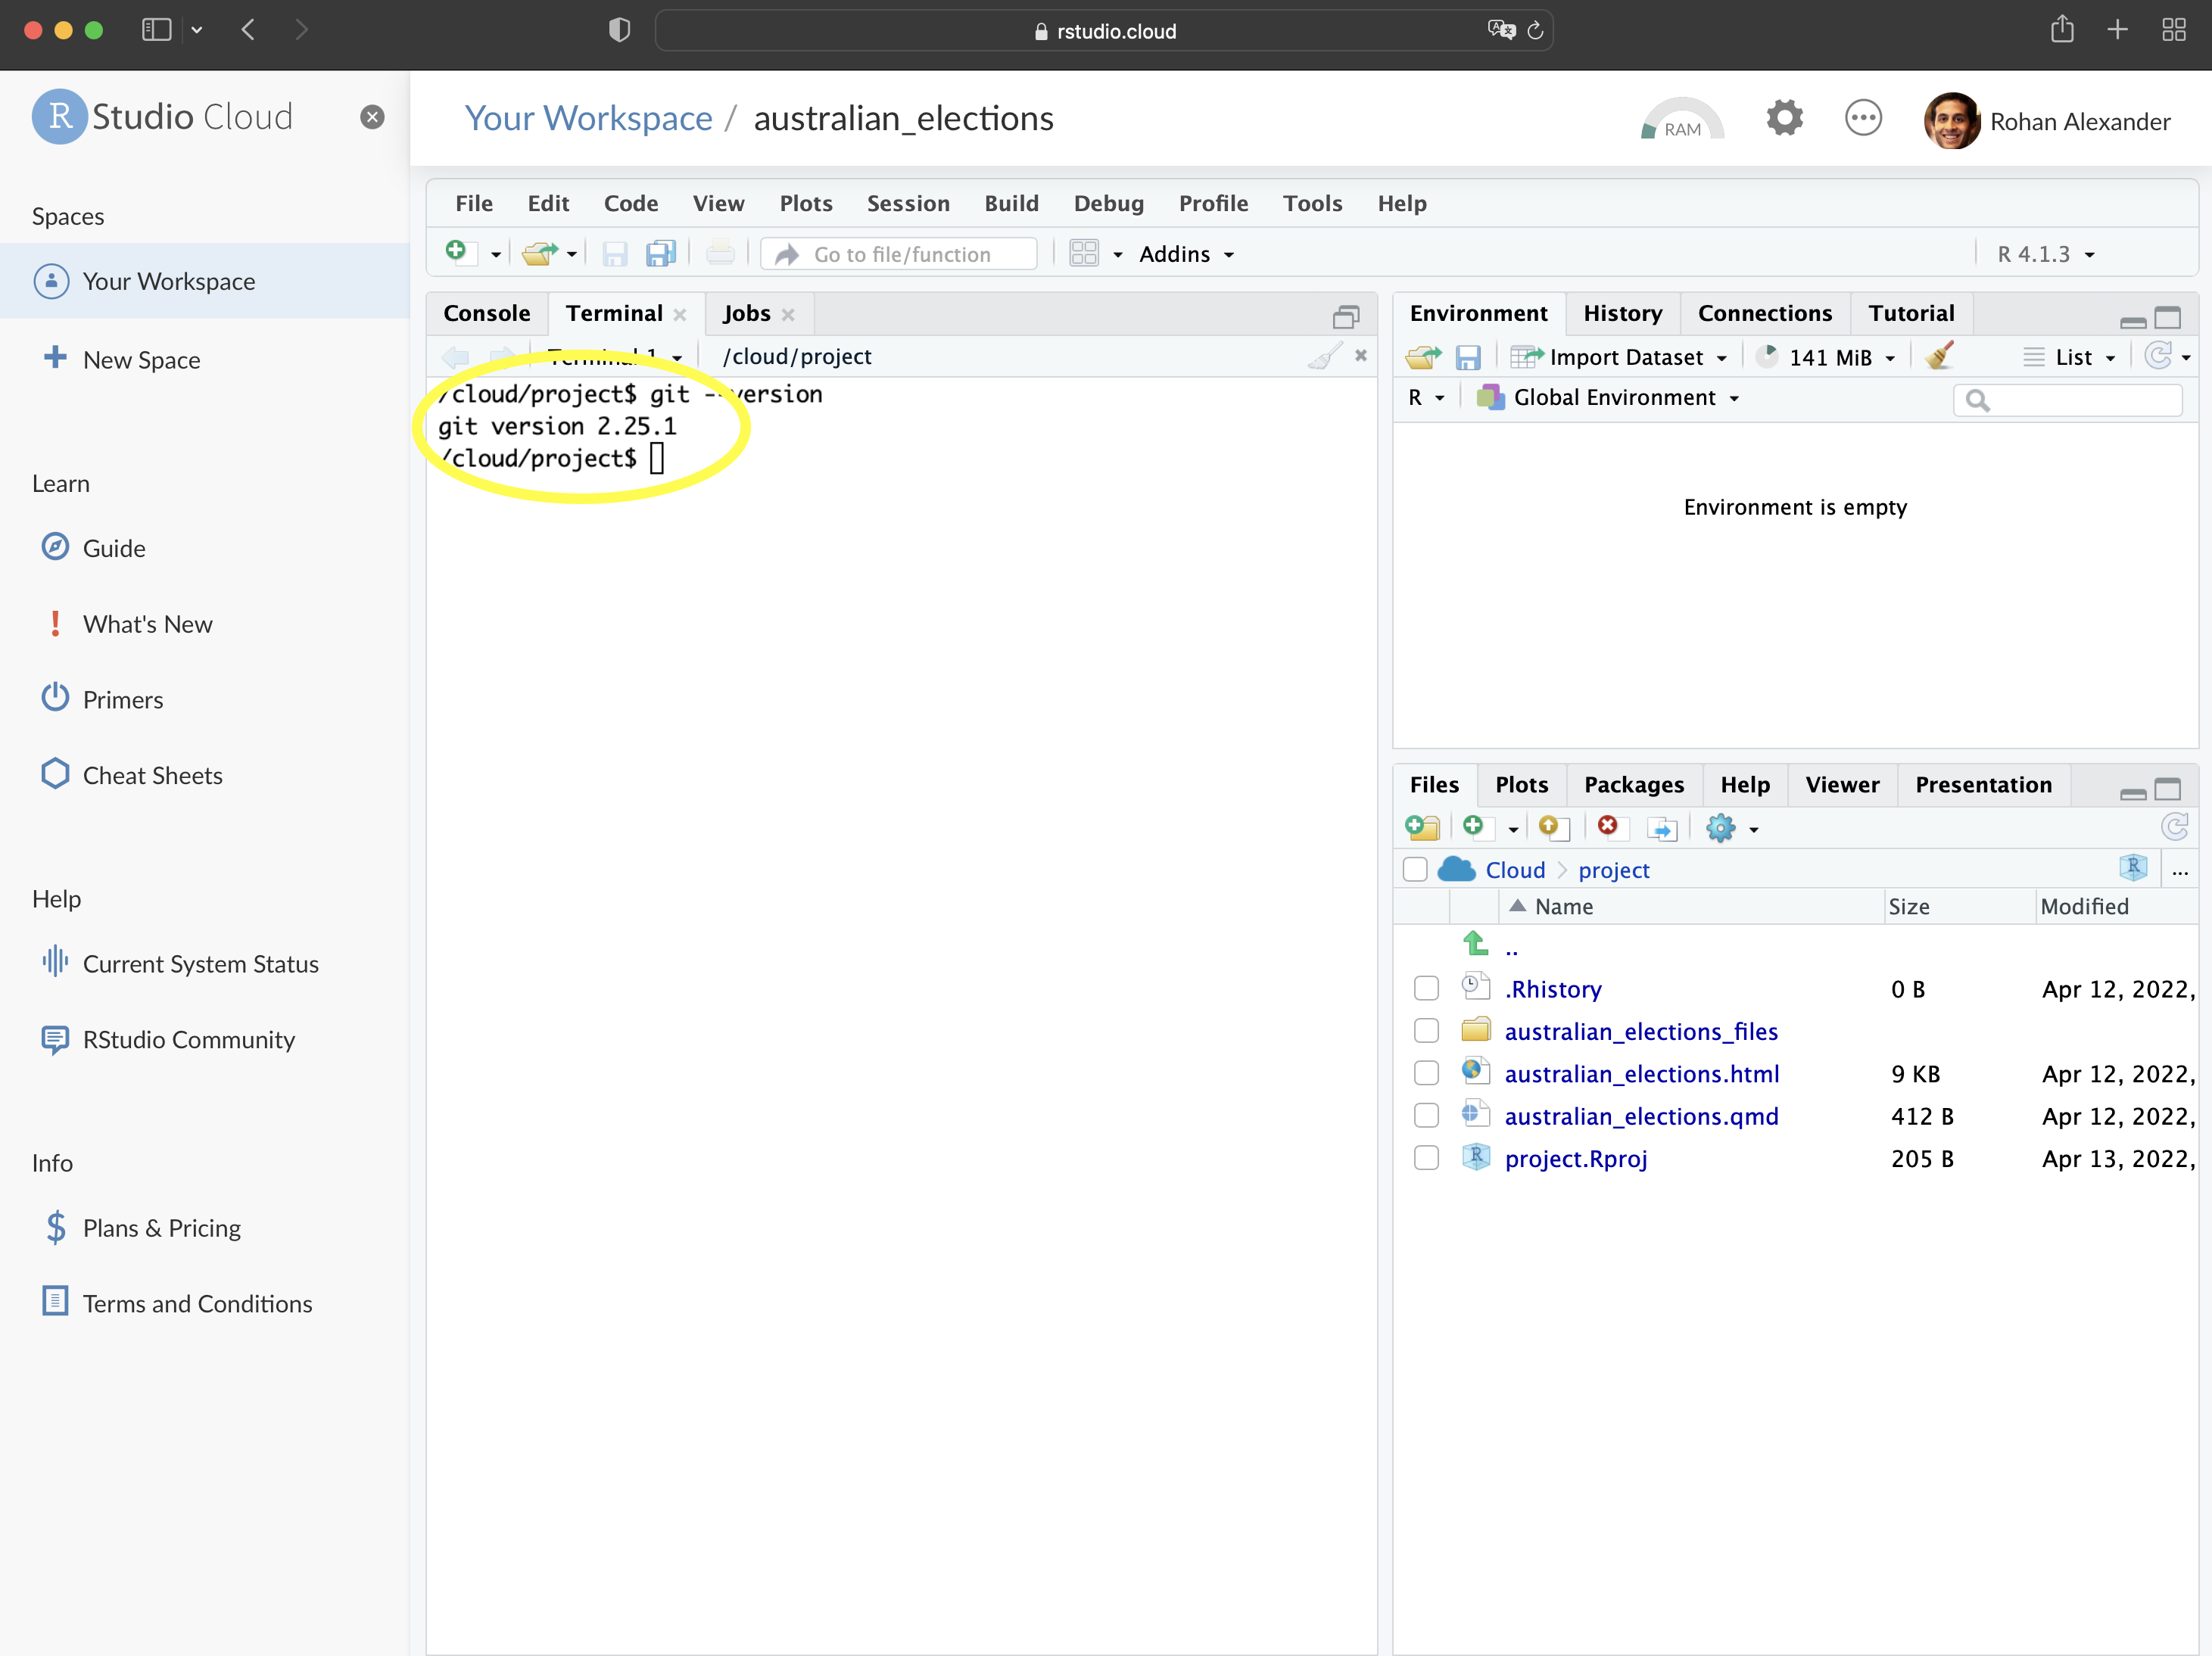 rstudio.cloud
R Studio Cloud
Your Workspace / australian_elections
RAM
Rohan Alexander
Spaces
Your Workspace
New Space
Learn
Guide
What's New
Primers
Cheat Sheets
Help
Current System Status
RStudio Community
Info
Plans & Pricing
Terms and Conditions
File Edit Code View Plots Session Build Debug Profile Tools Help
Go to file/function Addins R 4.1.3
Console Terminal Jobs
Terminal 1 /cloud/project
/cloud/project$ git --version
git version 2.25.1
/cloud/project$
Environment History Connections Tutorial
Import Dataset 141 MiB List
R Global Environment
Environment is empty
Files Plots Packages Help Viewer Presentation
Cloud project R ...
Name Size Modified
..
.Rhistory 0 B Apr 12, 2022,
australian_elections_files
australian_elections.html 9 KB Apr 12, 2022,
australian_elections.qmd 412 B Apr 12, 2022,
project.Rproj 205 B Apr 13, 2022,